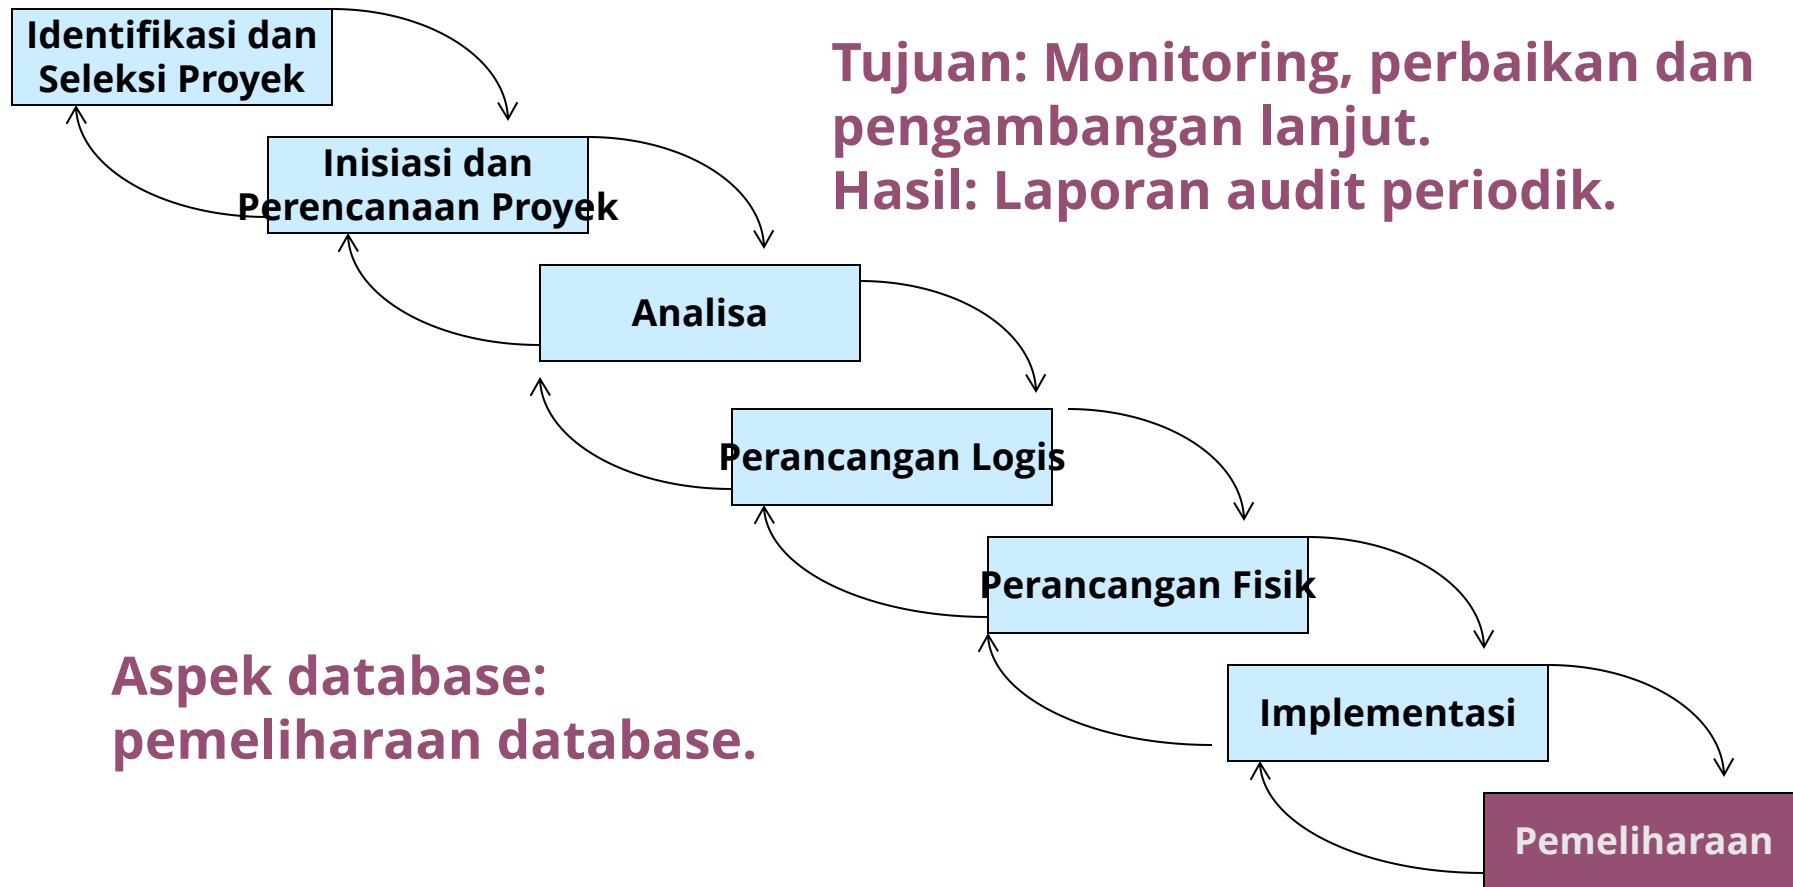 Identifikasi dan
Seleksi Proyek
Tujuan: Monitoring, perbaikan dan
pengambangan lanjut.
Hasil: Laporan audit periodik.
Inisiasi dan
Perencanaan Proyek
Analisa
Perancangan Logis
Perancangan Fisik
Aspek database:
pemeliharaan database.
Implementasi
Pemeliharaan